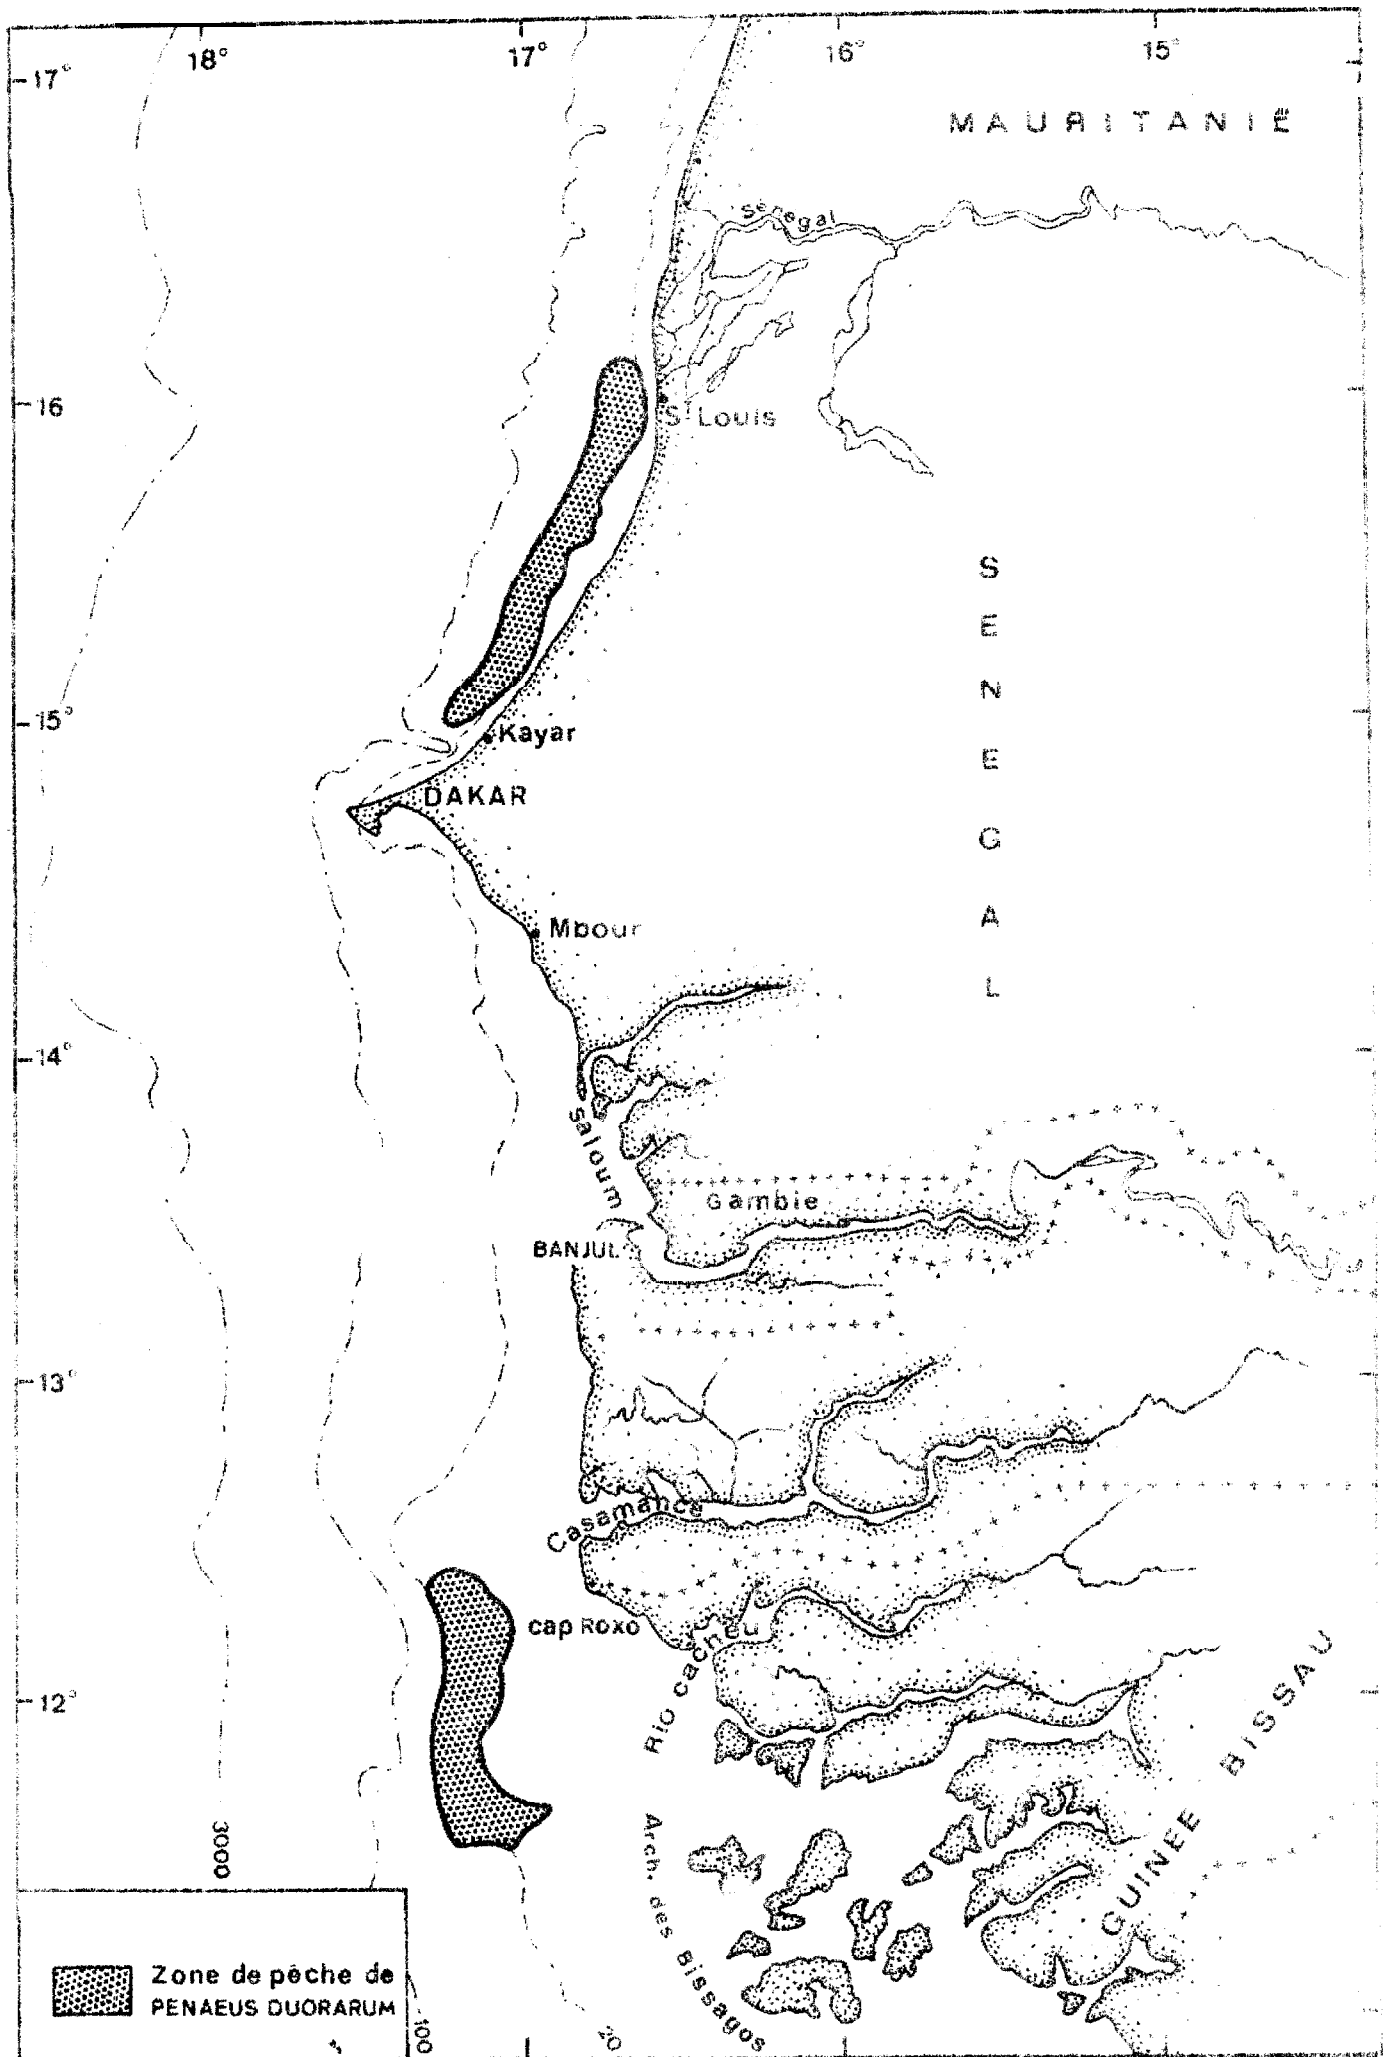 18°
17°
16°
15°
17°
MAURITANIE
Sénégal
16
St Louis
SENEGAL
15°
Kayar
DAKAR
Mbour
14°
Saloum
Gambie
BANJUL
13°
Casamance
cap Roxo
Rio cacheu
12°
GUINEE BISSAU
Arch. des Bissagos
3000
Zone de pêche de
PENAEUS DUORARUM
100
20